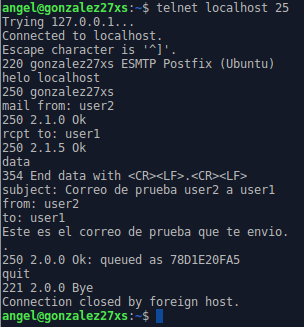 angel@gonzalez27xs:~$ telnet localhost 25
Trying 127.0.0.1...
Connected to localhost.
Escape character is '^]'.
220 gonzalez27xs ESMTP Postfix (Ubuntu)
helo localhost
250 gonzalez27xs
mail from: user2
250 2.1.0 Ok
rcpt to: user1
250 2.1.5 Ok
data
354 End data with <CR><LF>.<CR><LF>
subject: Correo de prueba user2 a user1
from: user2
to: user1
Este es el correo de prueba que te envio.
.
250 2.0.0 Ok: queued as 78D1E20FA5
quit
221 2.0.0 Bye
Connection closed by foreign host.
angel@gonzalez27xs:~$